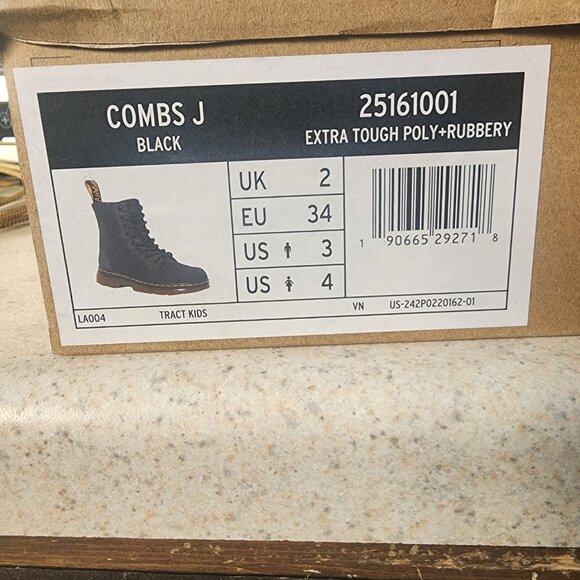 COMBS J
BLACK
25161001
EXTRA TOUGH POLY+RUBBERY
UK 2
EU 34
US 3
US 4
1 90665 29271 8
LA004 TRACT KIDS VN US-242P0220162-01